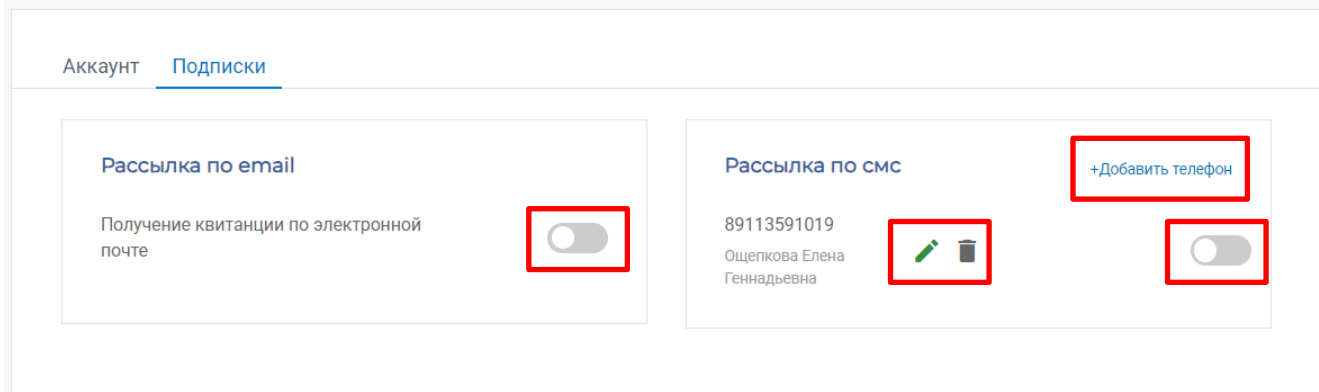 Аккаунт Подписки
Рассылка по email
Получение квитанции по электронной
почте
Рассылка по смс
+Добавить телефон
89113591019
Ощепкова Елена
Геннадьевна